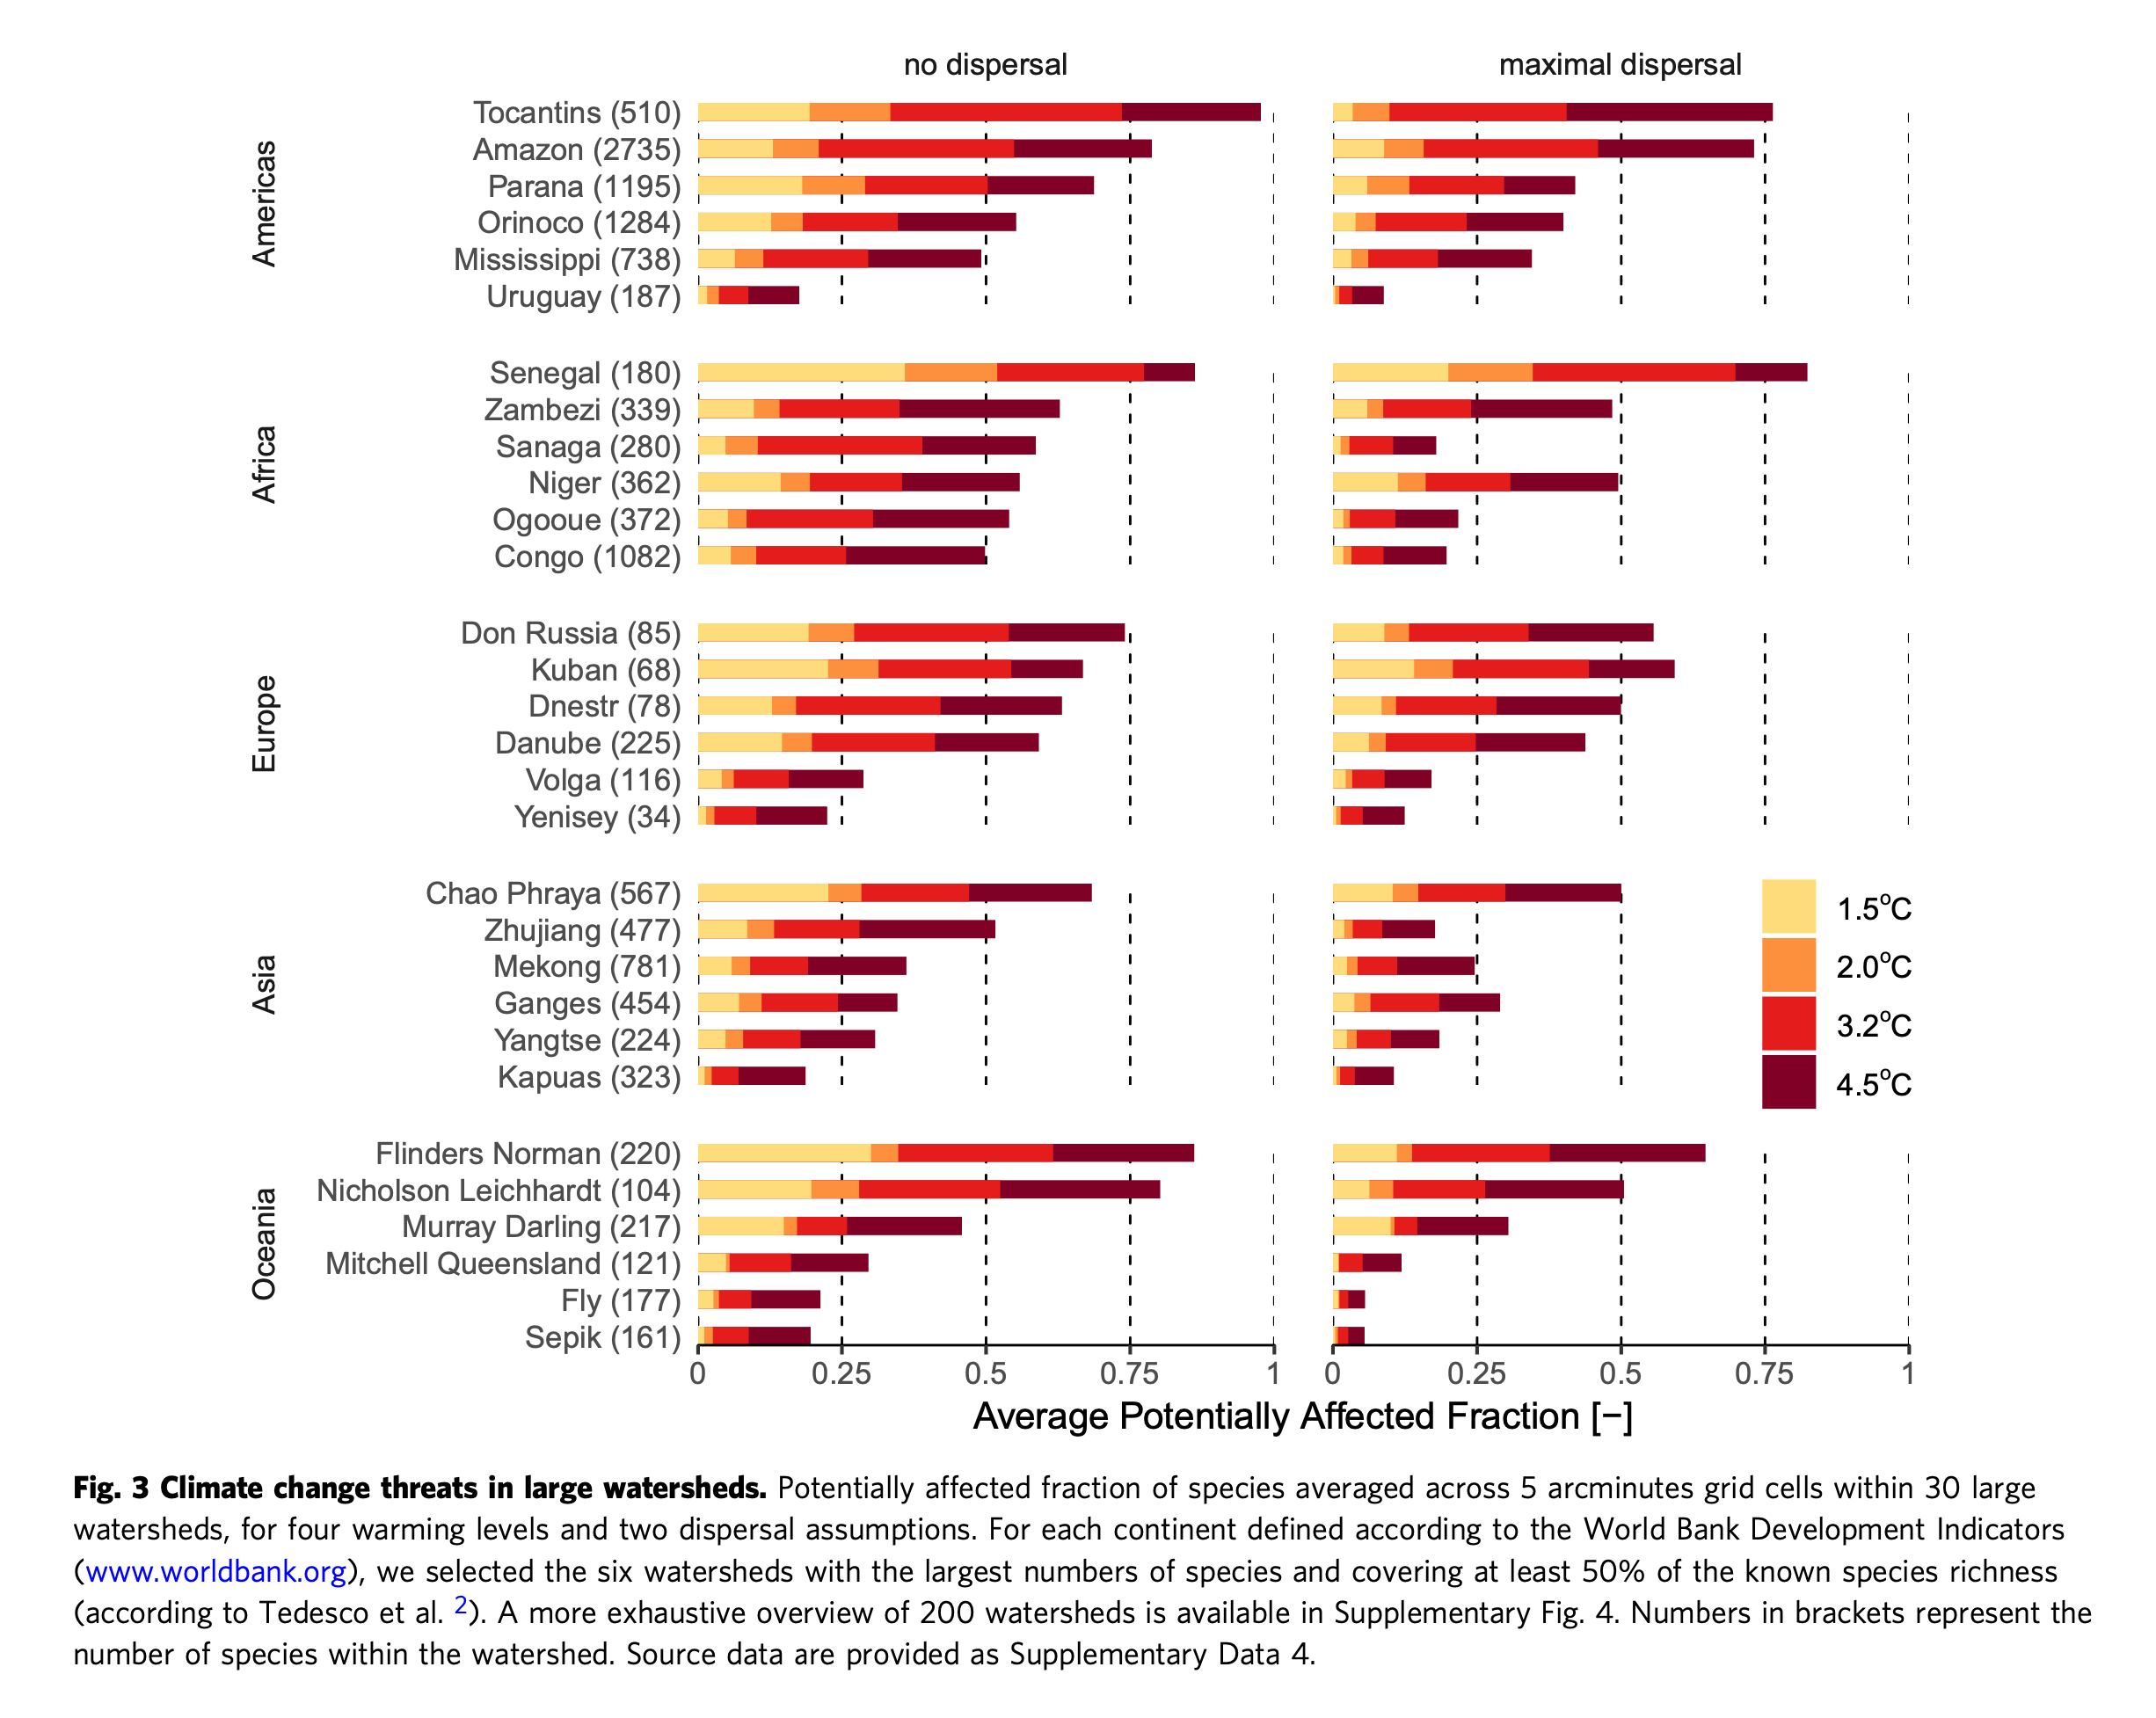 no dispersal
maximal dispersal
Americas
Tocantins (510)
Amazon (2735)
Parana (1195)
Orinoco (1284)
Mississippi (738)
Uruguay (187)
Africa
Senegal (180)
Zambezi (339)
Sanaga (280)
Niger (362)
Ogooue (372)
Congo (1082)
Europe
Don Russia (85)
Kuban (68)
Dnestr (78)
Danube (225)
Volga (116)
Yenisey (34)
Asia
Chao Phraya (567)
Zhujiang (477)
Mekong (781)
Ganges (454)
Yangtse (224)
Kapuas (323)
1.5°C
2.0°C
3.2°C
4.5°C
Oceania
Flinders Norman (220)
Nicholson Leichhardt (104)
Murray Darling (217)
Mitchell Queensland (121)
Fly (177)
Sepik (161)
0 0.25 0.5 0.75 1
0 0.25 0.5 0.75 1
Average Potentially Affected Fraction [−]
Fig. 3 Climate change threats in large watersheds. Potentially affected fraction of species averaged across 5 arcminutes grid cells within 30 large
watersheds, for four warming levels and two dispersal assumptions. For each continent defined according to the World Bank Development Indicators
(www.worldbank.org), we selected the six watersheds with the largest numbers of species and covering at least 50% of the known species richness
(according to Tedesco et al. 2). A more exhaustive overview of 200 watersheds is available in Supplementary Fig. 4. Numbers in brackets represent the
number of species within the watershed. Source data are provided as Supplementary Data 4.